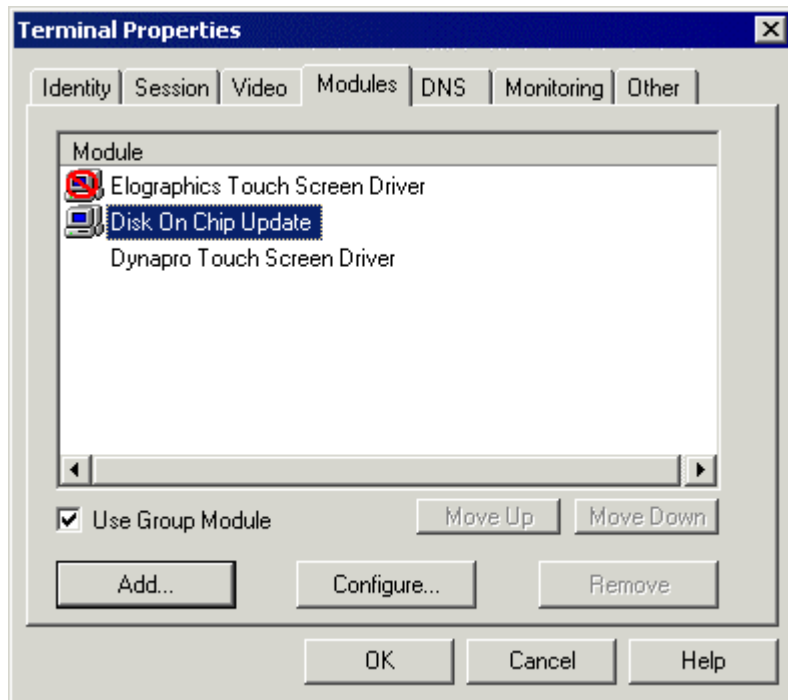 Terminal Properties
Identity Session Video Modules DNS Monitoring Other
Module
Elographics Touch Screen Driver
Disk On Chip Update
Dynapro Touch Screen Driver
Use Group Module Move Up Move Down
Add... Configure... Remove
OK Cancel Help